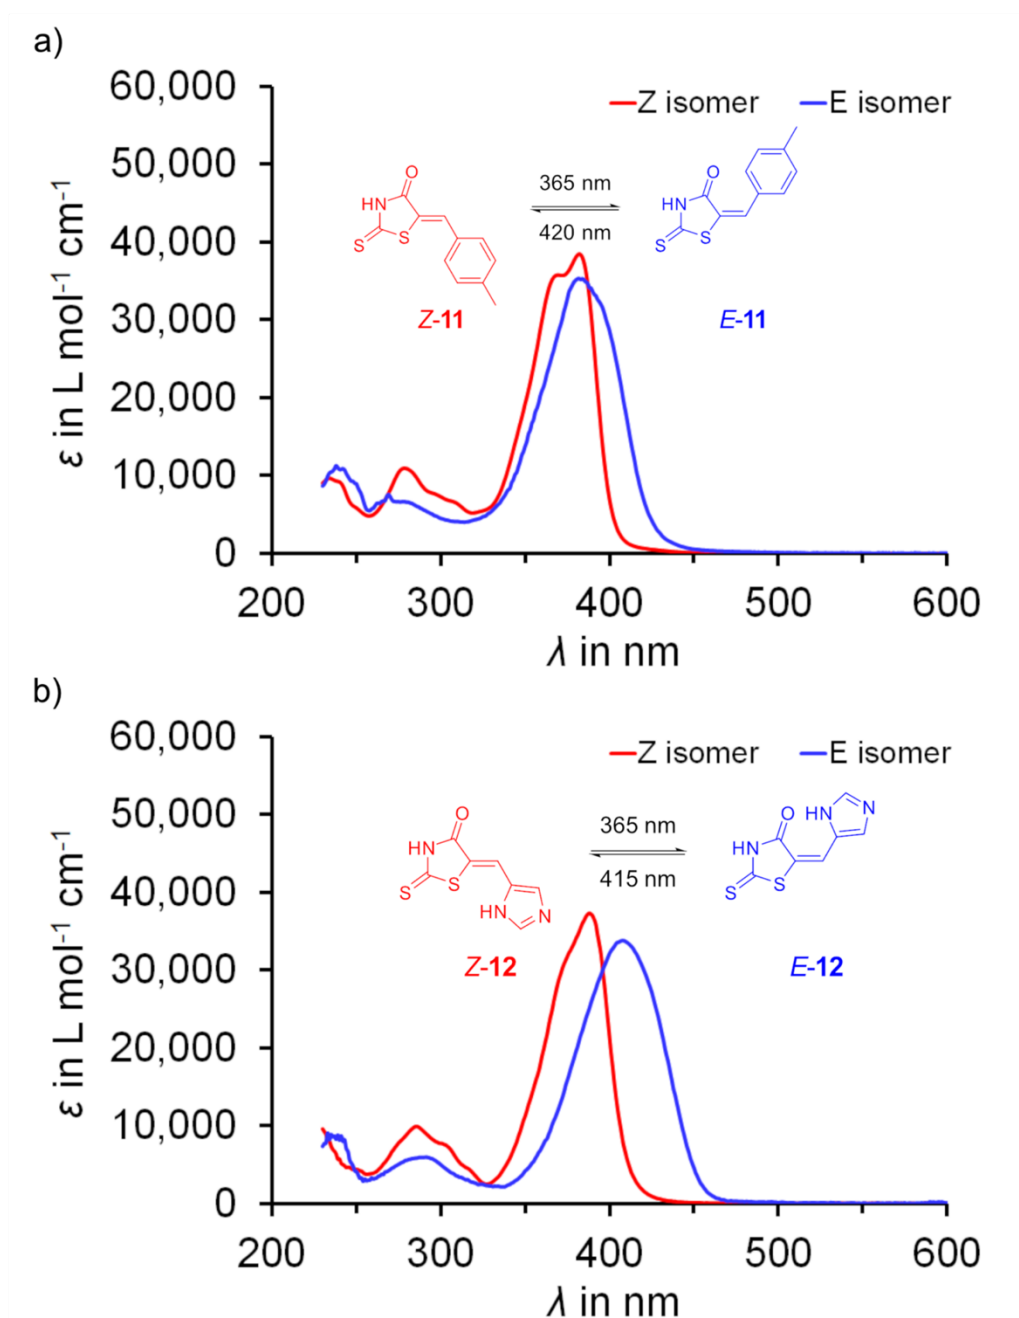 a)
60,000
50,000
40,000
30,000
20,000
10,000
0
ε in L mol-1 cm-1
Z isomer
E isomer
O
HN
S
S
Z-11
365 nm
420 nm
O
HN
S
S
E-11
200
300
400
500
600
λ in nm
b)
60,000
50,000
40,000
30,000
20,000
10,000
0
ε in L mol-1 cm-1
Z isomer
E isomer
O
HN
S
S
HN
N
Z-12
365 nm
415 nm
O
HN
N
HN
S
S
E-12
200
300
400
500
600
λ in nm